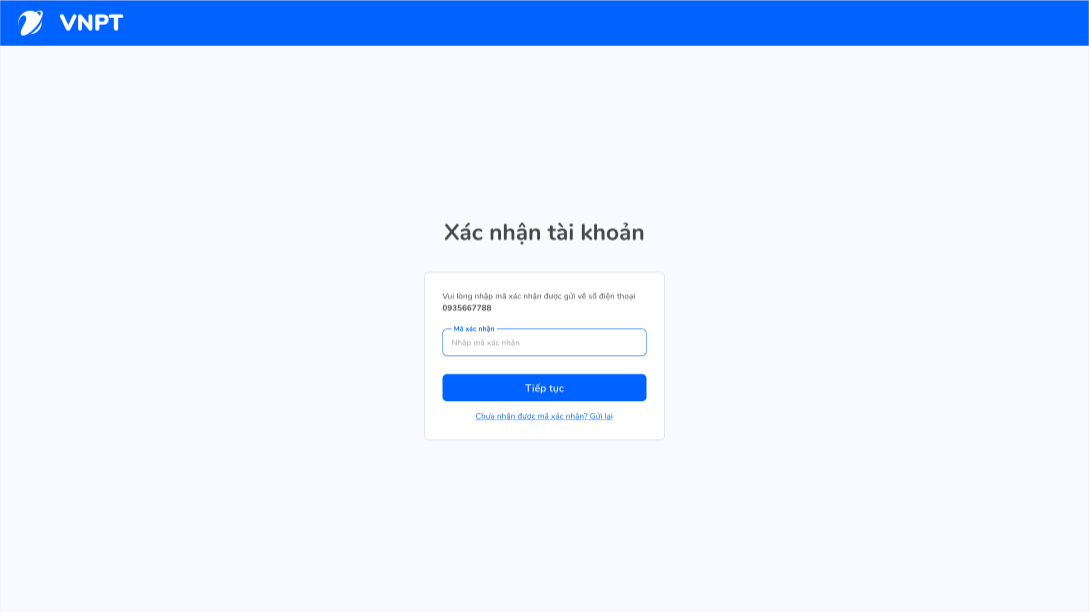 VNPT
Xác nhận tài khoản
Vui lòng nhập mã xác nhận được gửi về số điện thoại
0935667788
Mã xác nhận
Nhập mã xác nhận
Tiếp tục
Chưa nhận được mã xác nhận? Gửi lại